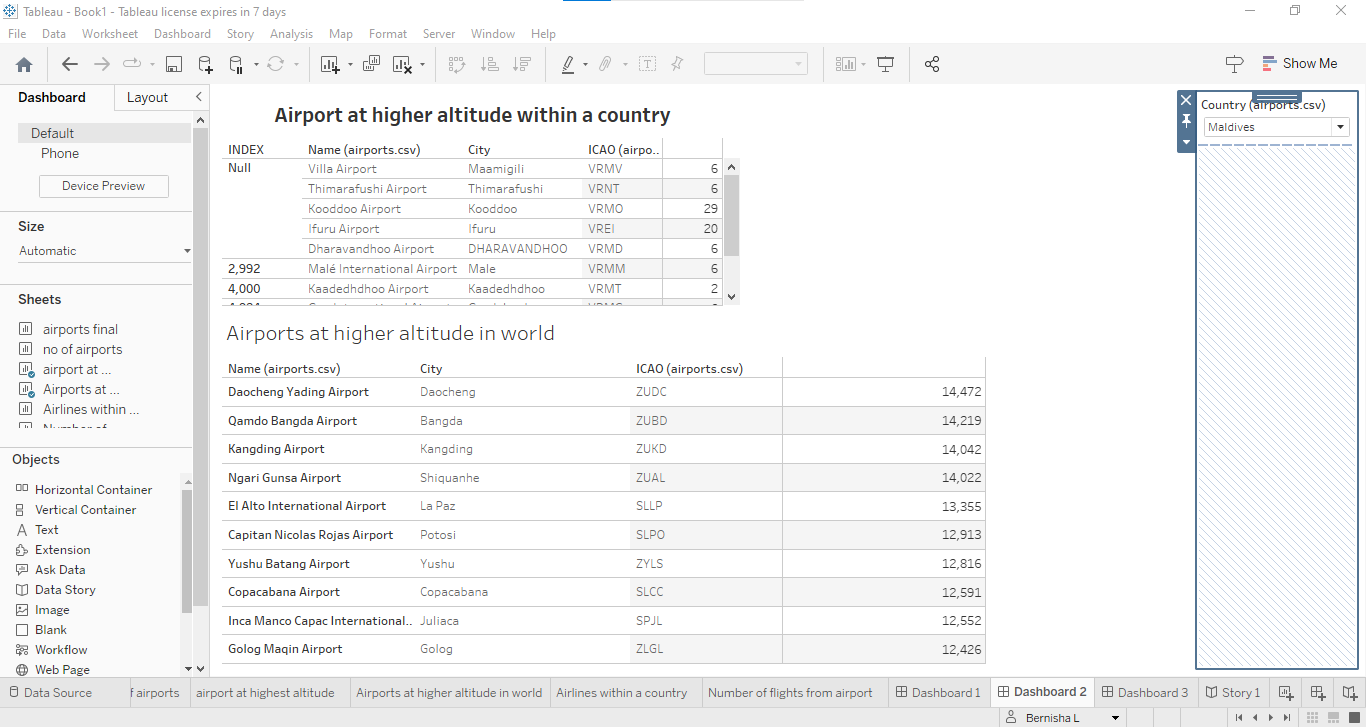 Tableau - Book1 - Tableau license expires in 7 days
File Data Worksheet Dashboard Story Analysis Map Format Server Window Help
Show Me
Dashboard Layout
Default
Phone
Device Preview
Size
Automatic
Sheets
airports final
no of airports
airport at ...
Airports at ...
Airlines within ...
Number of
Objects
Horizontal Container
Vertical Container
Text
Extension
Ask Data
Data Story
Image
Blank
Workflow
Web Page
Airport at higher altitude within a country
INDEX Name (airports.csv) City ICAO (airpo..
Null Villa Airport Maamigili VRMV 6
Thimarafushi Airport Thimarafushi VRNT 6
Kooddoo Airport Kooddoo VRMO 29
Ifuru Airport Ifuru VREI 20
Dharavandhoo Airport DHARAVANDHOO VRMD 6
2,992 Malé International Airport Male VRMM 6
4,000 Kaadedhdhoo Airport Kaadedhdhoo VRMT 2
Airports at higher altitude in world
Name (airports.csv) City ICAO (airports.csv)
Daocheng Yading Airport Daocheng ZUDC 14,472
Qamdo Bangda Airport Bangda ZUBD 14,219
Kangding Airport Kangding ZUKD 14,042
Ngari Gunsa Airport Shiquanhe ZUAL 14,022
El Alto International Airport La Paz SLLP 13,355
Capitan Nicolas Rojas Airport Potosi SLPO 12,913
Yushu Batang Airport Yushu ZYLS 12,816
Copacabana Airport Copacabana SLCC 12,591
Inca Manco Capac International.. Juliaca SPJL 12,552
Golog Maqin Airport Golog ZLGL 12,426
Country (airports.csv)
Maldives
Data Source f airports airport at highest altitude Airports at higher altitude in world Airlines within a country Number of flights from airport Dashboard 1 Dashboard 2 Dashboard 3 Story 1
Bernisha L